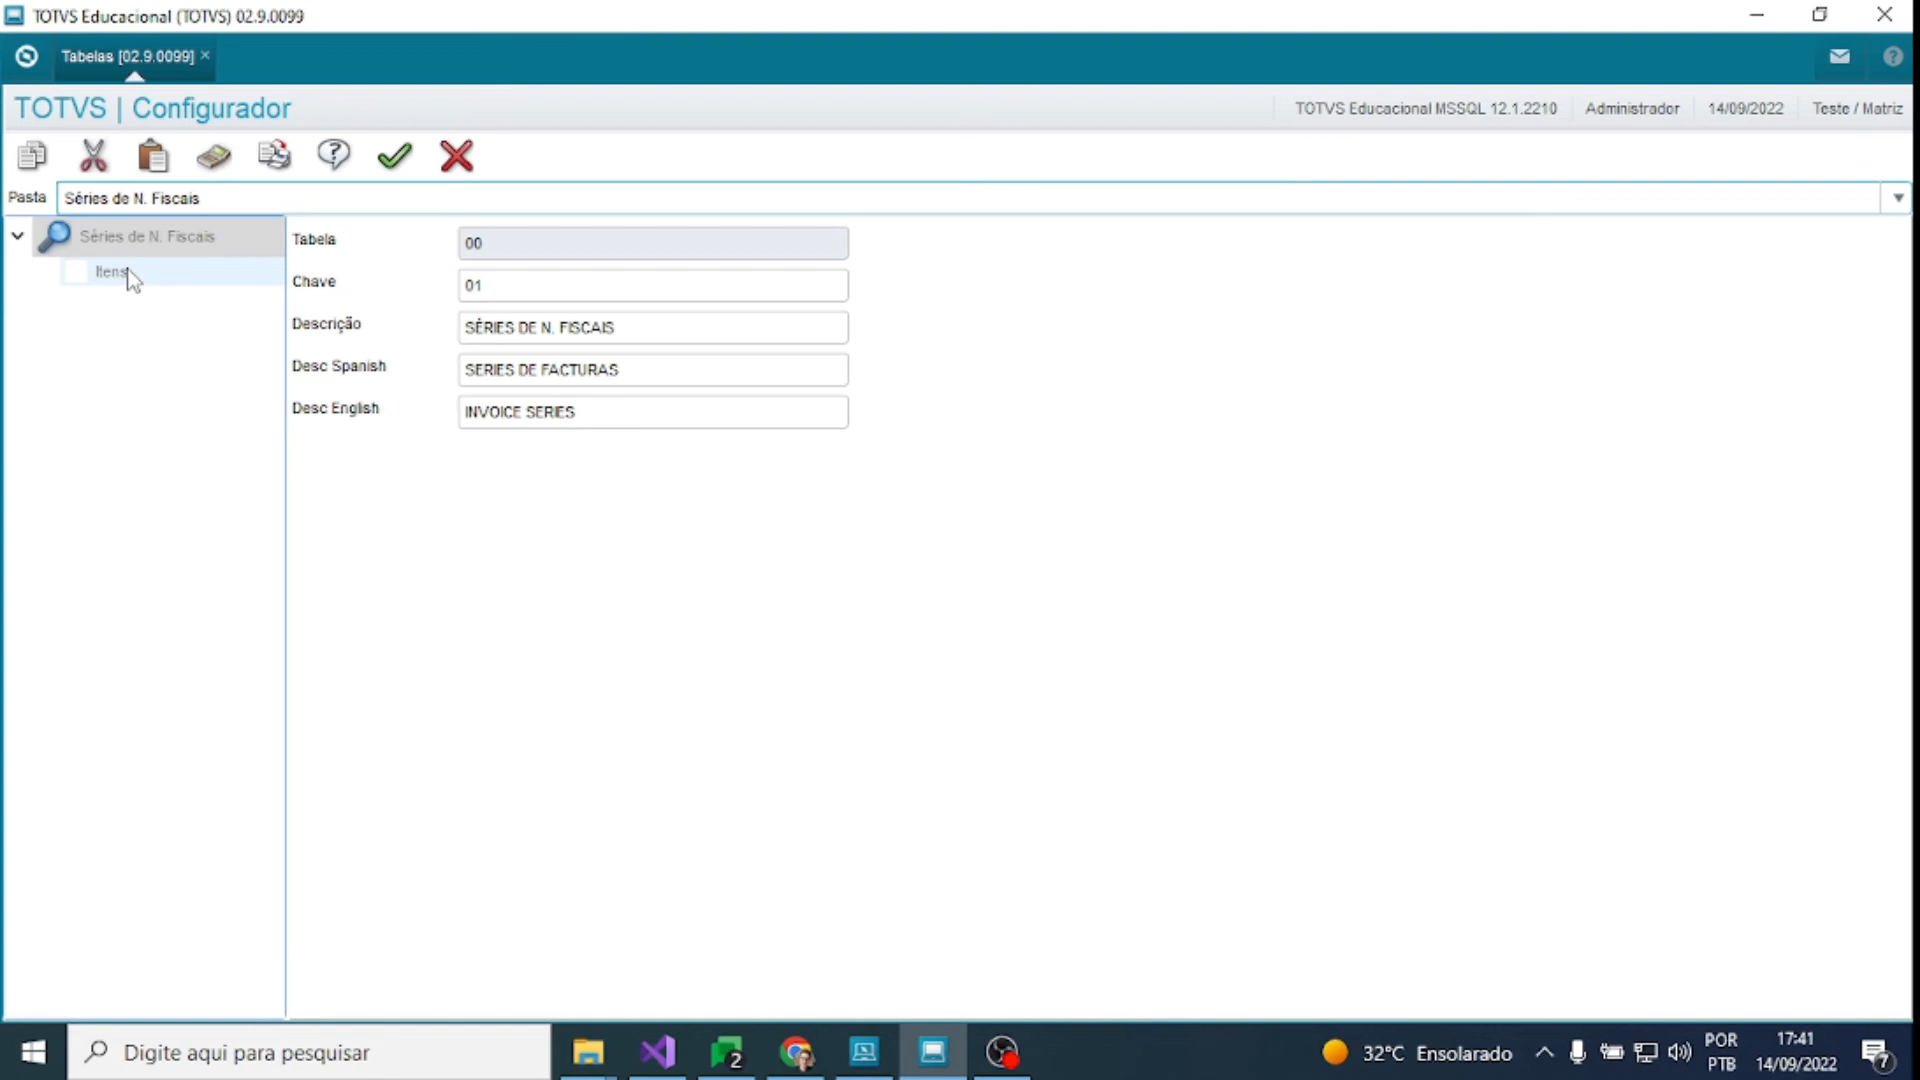 TOTVS Educacional (TOTVS) 02.9.0099
Tabelas [02.9.0099] ×
TOTVS | Configurador
TOTVS Educacional MSSQL 12.1.2210
Administrador
14/09/2022
Teste / Matriz
Pasta
Séries de N. Fiscais
Séries de N. Fiscais
Itens
Tabela
00
Chave
01
Descrição
SÉRIES DE N. FISCAIS
Desc Spanish
SERIES DE FACTURAS
Desc English
INVOICE SERIES
Digite aqui para pesquisar
2
32°C Ensolarado
POR
PTB
17:41
14/09/2022
7